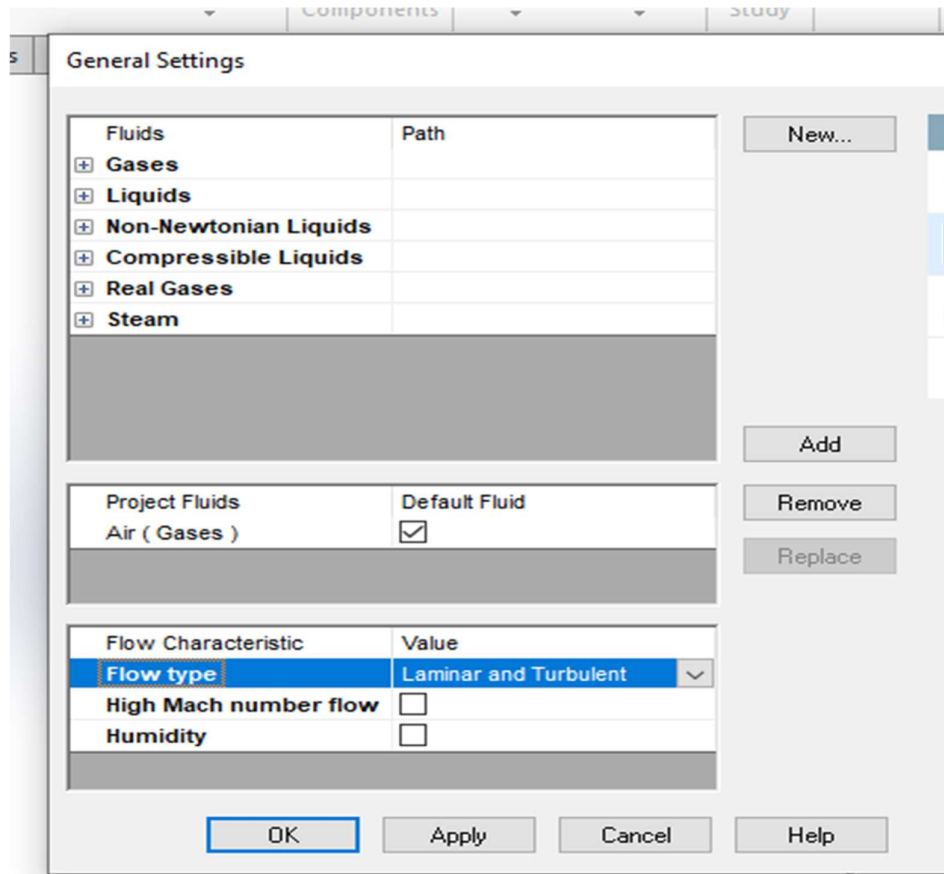 Components Study
s
General Settings
Fluids Path
Gases
Liquids
Non-Newtonian Liquids
Compressible Liquids
Real Gases
Steam
New...
Add
Project Fluids Default Fluid
Air ( Gases )
Remove
Replace
Flow Characteristic Value
Flow type Laminar and Turbulent
High Mach number flow
Humidity
OK Apply Cancel Help